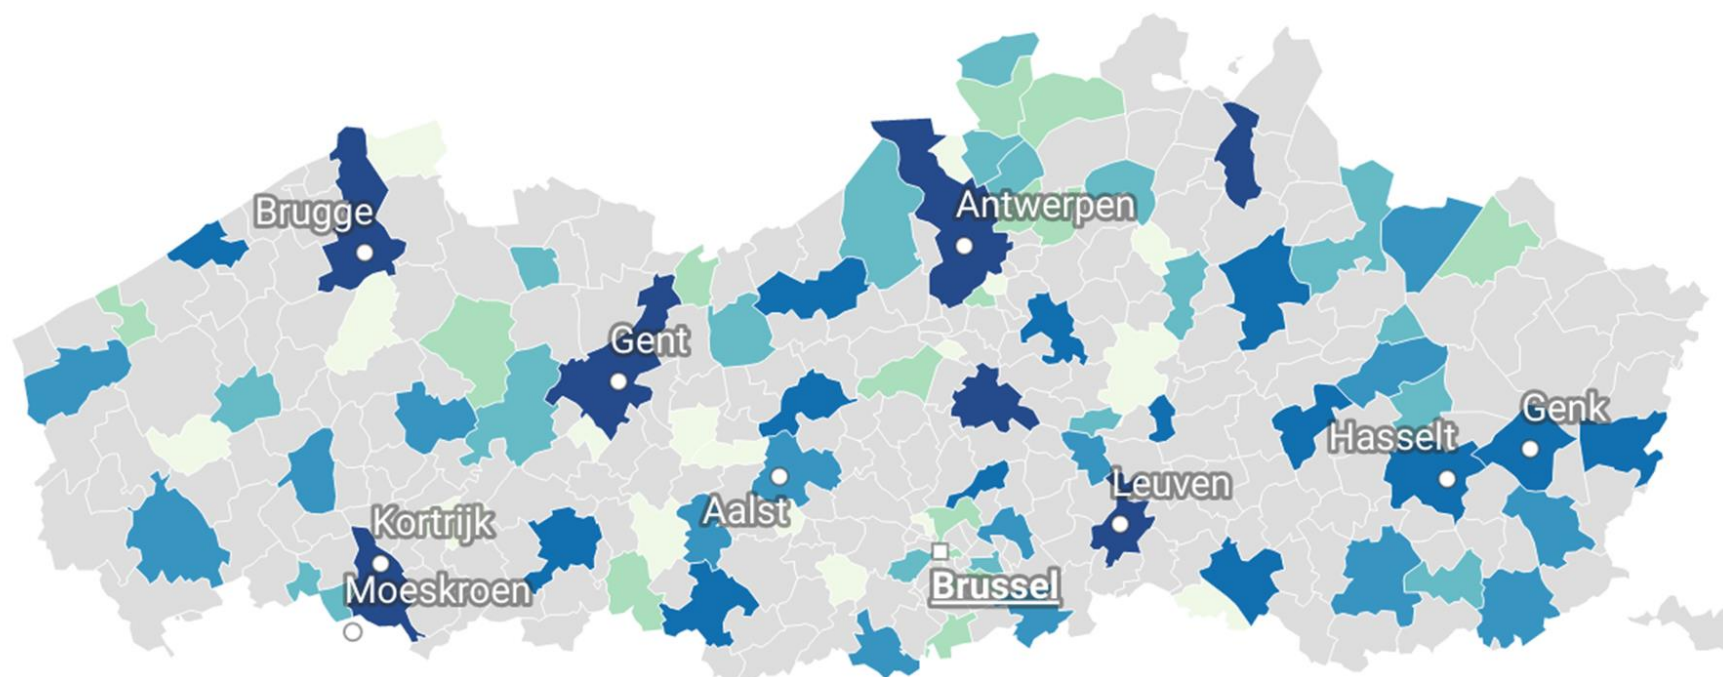 Brugge
Antwerpen
Gent
Genk
Hasselt
Leuven
Aalst
Kortrijk
Moeskroen
Brussel